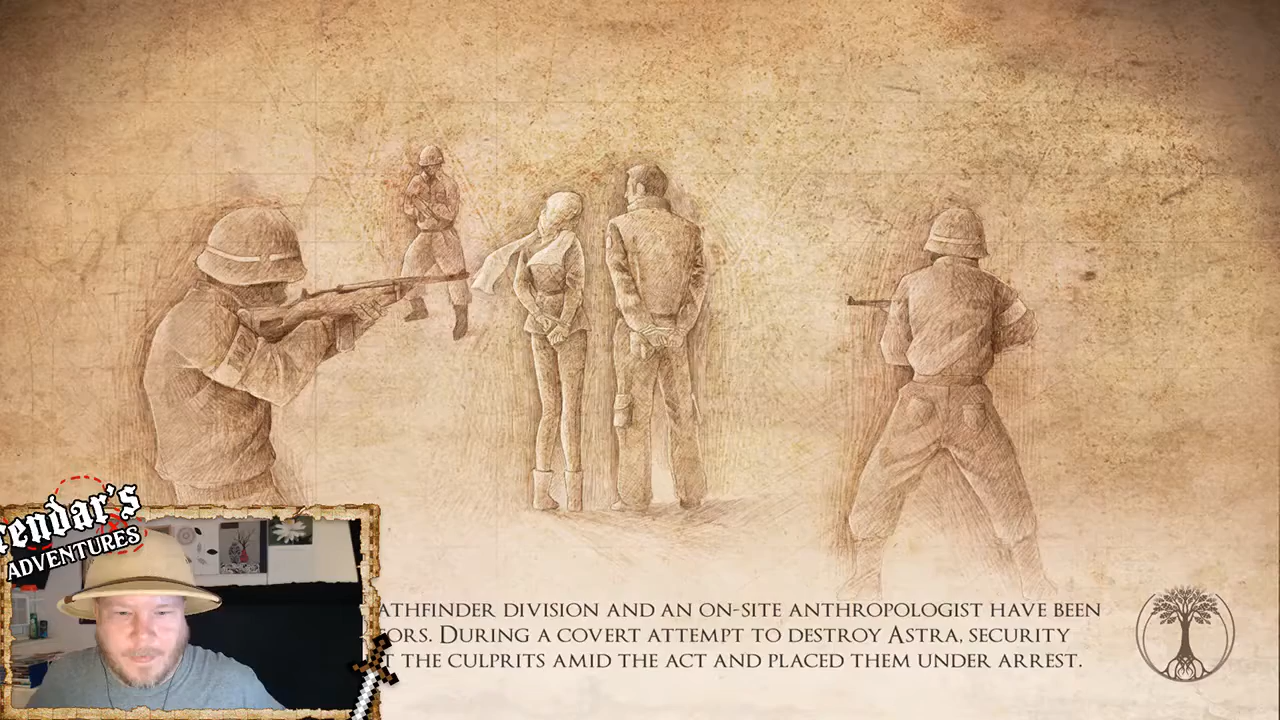 rendar's
ADVENTURES
ATHFINDER DIVISION AND AN ON-SITE ANTHROPOLOGIST HAVE BEEN
ORS. DURING A COVERT ATTEMPT TO DESTROY ASTRA, SECURITY
T THE CULPRITS AMID THE ACT AND PLACED THEM UNDER ARREST.